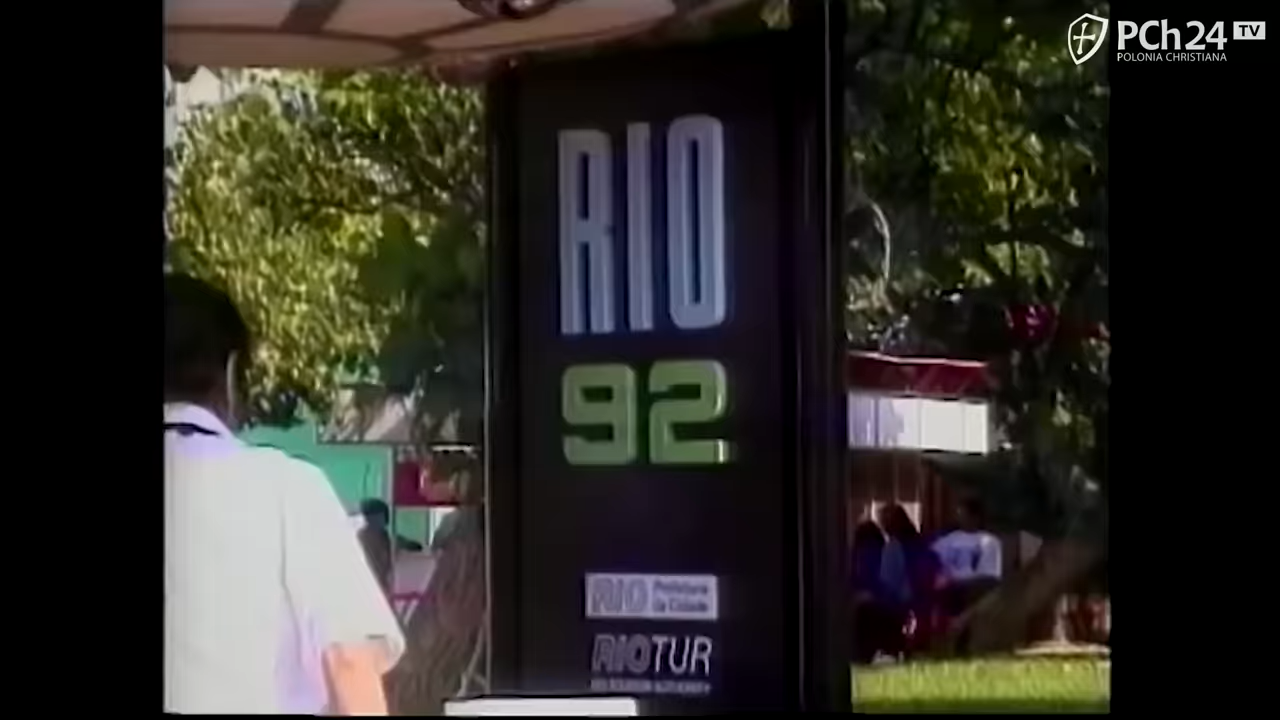 PCh24 TV
POLONIA CHRISTIANA
RIO
92
RIO Prefeitura
da Cidade
RIOTUR